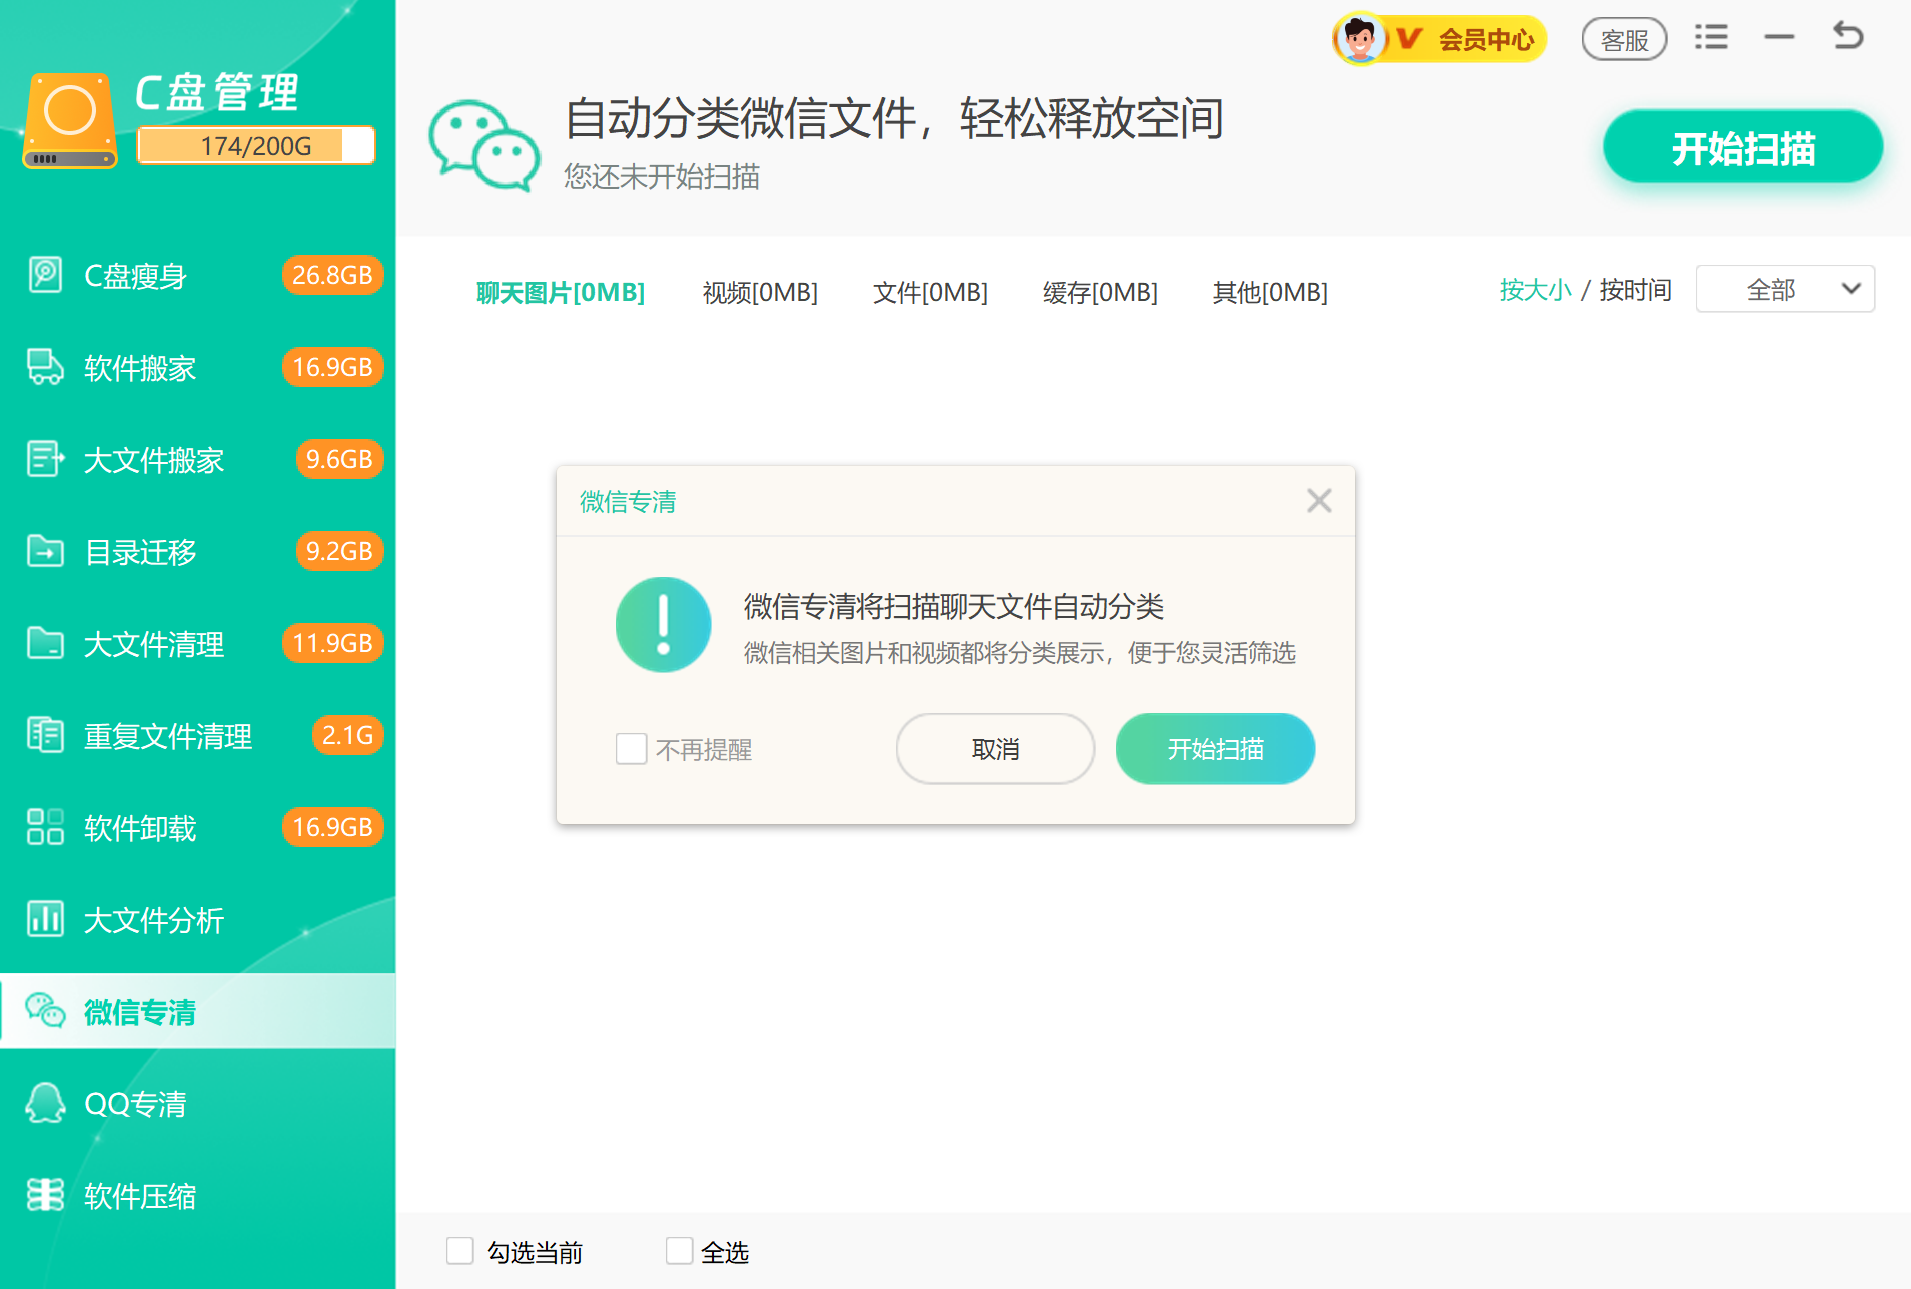 C盘管理
174/200G
C盘瘦身 26.8GB
软件搬家 16.9GB
大文件搬家 9.6GB
目录迁移 9.2GB
大文件清理 11.9GB
重复文件清理 2.1G
软件卸载 16.9GB
大文件分析
微信专清
QQ专清
软件压缩
V 会员中心
客服
自动分类微信文件，轻松释放空间
您还未开始扫描
开始扫描
聊天图片[0MB] 视频[0MB] 文件[0MB] 缓存[0MB] 其他[0MB] 按大小 / 按时间 全部
微信专清
微信专清将扫描聊天文件自动分类
微信相关图片和视频都将分类展示，便于您灵活筛选
不再提醒 取消 开始扫描
勾选当前 全选